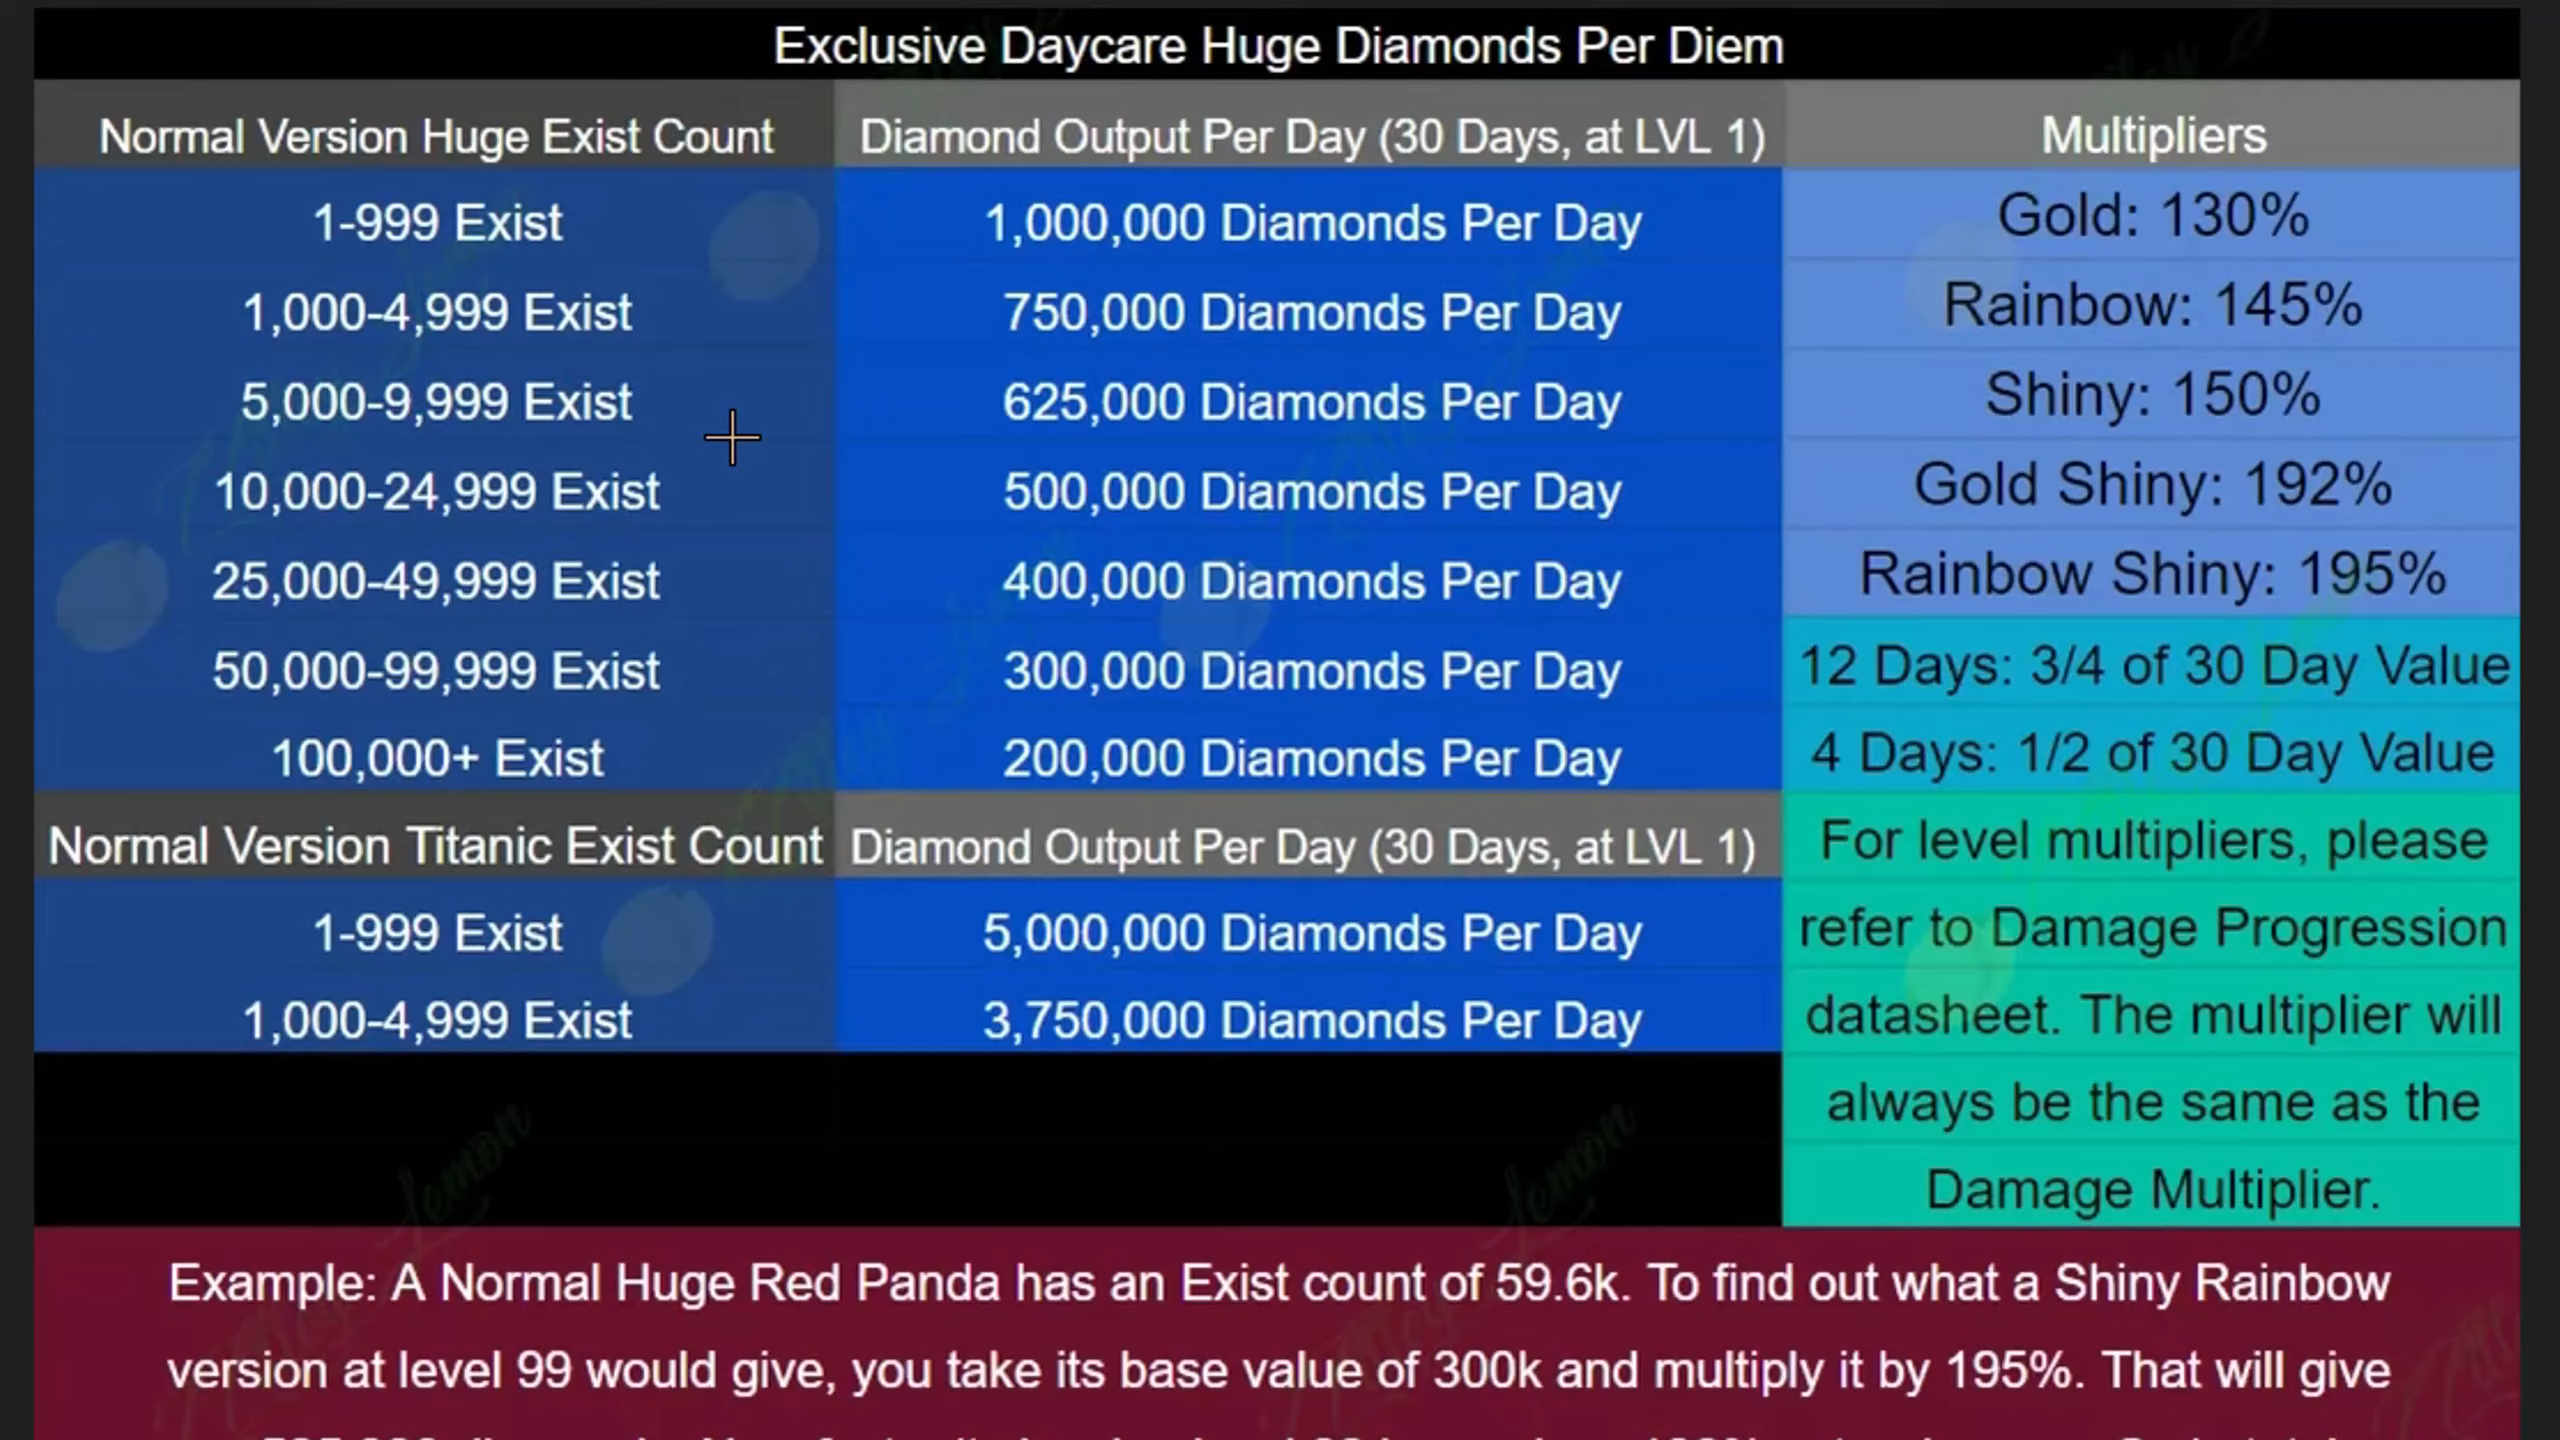 Exclusive Daycare Huge Diamonds Per Diem
Normal Version Huge Exist Count
Diamond Output Per Day (30 Days, at LVL 1)
Multipliers
1-999 Exist
1,000,000 Diamonds Per Day
Gold: 130%
1,000-4,999 Exist
750,000 Diamonds Per Day
Rainbow: 145%
5,000-9,999 Exist
625,000 Diamonds Per Day
Shiny: 150%
10,000-24,999 Exist
500,000 Diamonds Per Day
Gold Shiny: 192%
25,000-49,999 Exist
400,000 Diamonds Per Day
Rainbow Shiny: 195%
50,000-99,999 Exist
300,000 Diamonds Per Day
12 Days: 3/4 of 30 Day Value
100,000+ Exist
200,000 Diamonds Per Day
4 Days: 1/2 of 30 Day Value
Normal Version Titanic Exist Count
Diamond Output Per Day (30 Days, at LVL 1)
For level multipliers, please
1-999 Exist
5,000,000 Diamonds Per Day
refer to Damage Progression
1,000-4,999 Exist
3,750,000 Diamonds Per Day
datasheet. The multiplier will
always be the same as the
Damage Multiplier.
Example: A Normal Huge Red Panda has an Exist count of 59.6k. To find out what a Shiny Rainbow
version at level 99 would give, you take its base value of 300k and multiply it by 195%. That will give